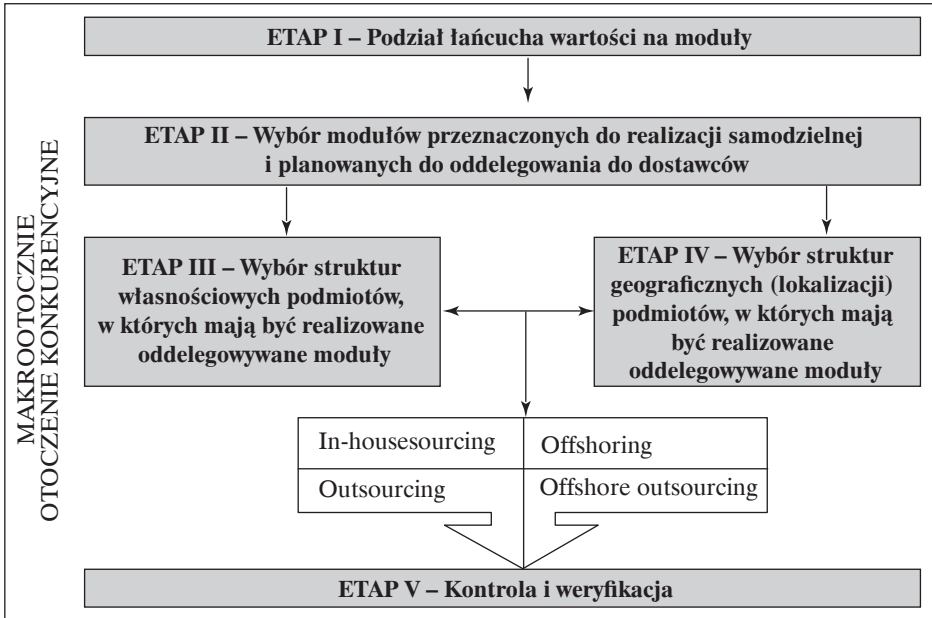 MAKROOTOCZNIE
OTOCZENIE KONKURENCYJNE
ETAP I – Podział łańcucha wartości na moduły
ETAP II – Wybór modułów przeznaczonych do realizacji samodzielnej
i planowanych do oddelegowania do dostawców
ETAP III – Wybór struktur
własnościowych podmiotów,
w których mają być realizowane
oddelegowywane moduły
ETAP IV – Wybór struktur
geograficznych (lokalizacji)
podmiotów, w których mają
być realizowane
oddelegowywane moduły
In-housesourcing
Offshoring
Outsourcing
Offshore outsourcing
ETAP V – Kontrola i weryfikacja